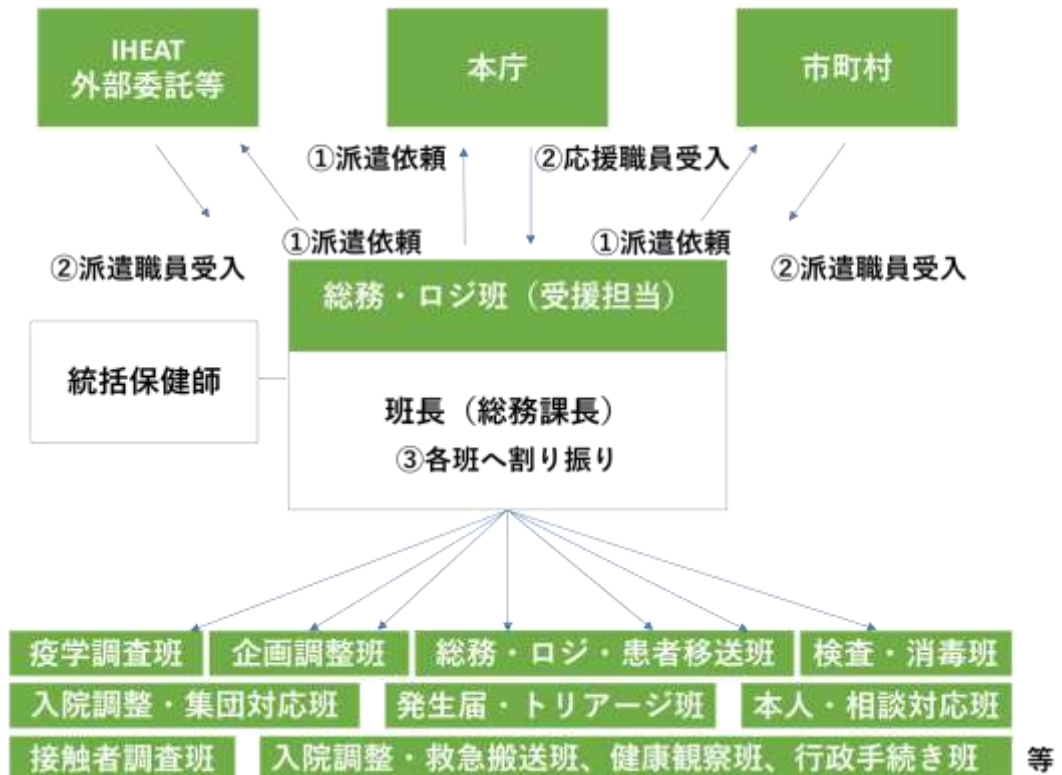 IHEAT
外部委託等
本庁
市町村
①派遣依頼
②応援職員受入
①派遣依頼
①派遣依頼
②派遣職員受入
②派遣職員受入
総務・ロジ班（受援担当）
統括保健師
班長（総務課長）
③各班へ割り振り
疫学調査班
企画調整班
総務・ロジ・患者移送班
検査・消毒班
入院調整・集団対応班
発生届・トリアージ班
本人・相談対応班
接触者調査班
入院調整・救急搬送班、健康観察班、行政手続き班
等